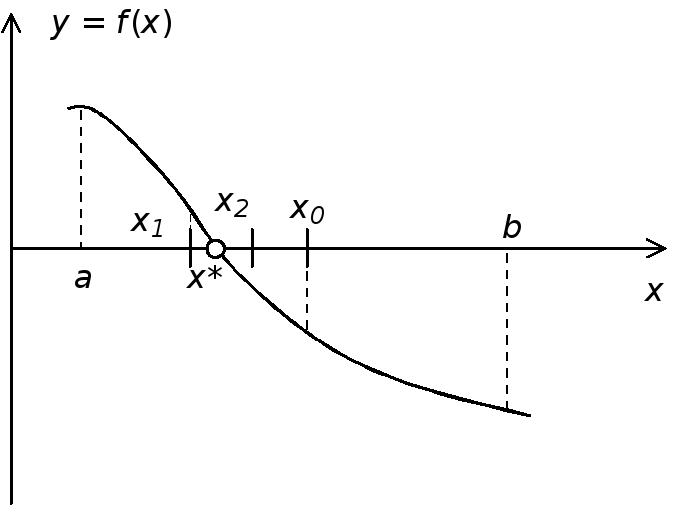 y = f(x)
x₁
x₂
x₀
b
a
x*
x